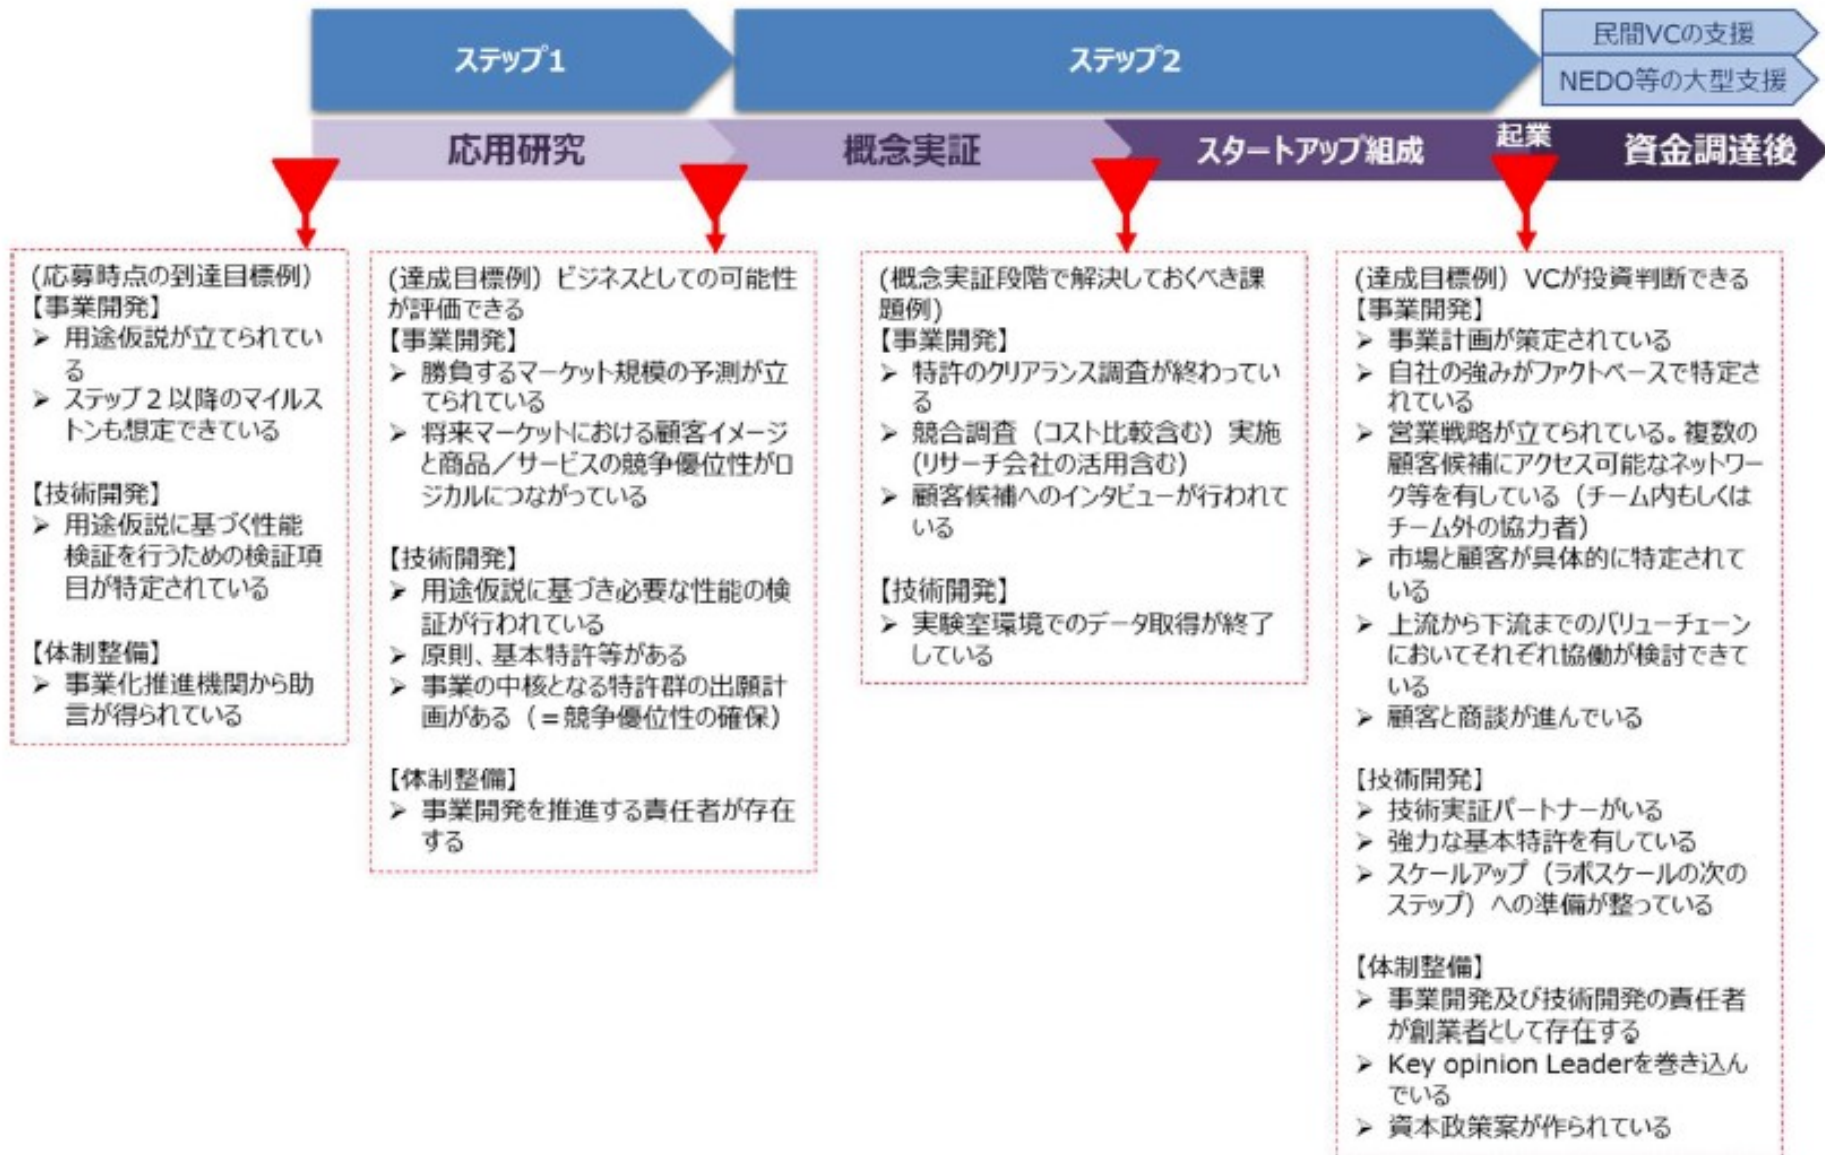 ステップ1
ステップ2
民間VCの支援
NEDO等の大型支援
応用研究
概念実証
スタートアップ組成
起業
資金調達後
(応募時点の到達目標例)
【事業開発】
➢ 用途仮説が立てられてい
る
➢ ステップ2以降のマイルス
トンも想定できている
【技術開発】
➢ 用途仮説に基づく性能
検証を行うための検証項
目が特定されている
【体制整備】
➢ 事業化推進機関から助
言が得られている
(達成目標例) ビジネスとしての可能性
が評価できる
【事業開発】
➢ 勝負するマーケット規模の予測が立
てられている
➢ 将来マーケットにおける顧客イメージ
と商品／サービスの競争優位性がロ
ジカルにつながっている
【技術開発】
➢ 用途仮説に基づき必要な性能の検
証が行われている
➢ 原則、基本特許等がある
➢ 事業の中核となる特許群の出願計
画がある（＝競争優位性の確保）
【体制整備】
➢ 事業開発を推進する責任者が存在
する
(概念実証段階で解決しておくべき課
題例)
【事業開発】
➢ 特許のクリアランス調査が終わってい
る
➢ 競合調査（コスト比較含む）実施
(リサーチ会社の活用含む)
➢ 顧客候補へのインタビューが行われて
いる
【技術開発】
➢ 実験室環境でのデータ取得が終了
している
(達成目標例) VCが投資判断できる
【事業開発】
➢ 事業計画が策定されている
➢ 自社の強みがファクトベースで特定さ
れている
➢ 営業戦略が立てられている。複数の
顧客候補にアクセス可能なネットワー
ク等を有している（チーム内もしくは
チーム外の協力者）
➢ 市場と顧客が具体的に特定されて
いる
➢ 上流から下流までのバリューチェーン
においてそれぞれ協働が検討できて
いる
➢ 顧客と商談が進んでいる
【技術開発】
➢ 技術実証パートナーがいる
➢ 強力な基本特許を有している
➢ スケールアップ（ラボスケールの次の
ステップ）への準備が整っている
【体制整備】
➢ 事業開発及び技術開発の責任者
が創業者として存在する
➢ Key opinion Leaderを巻き込ん
でいる
➢ 資本政策案が作られている